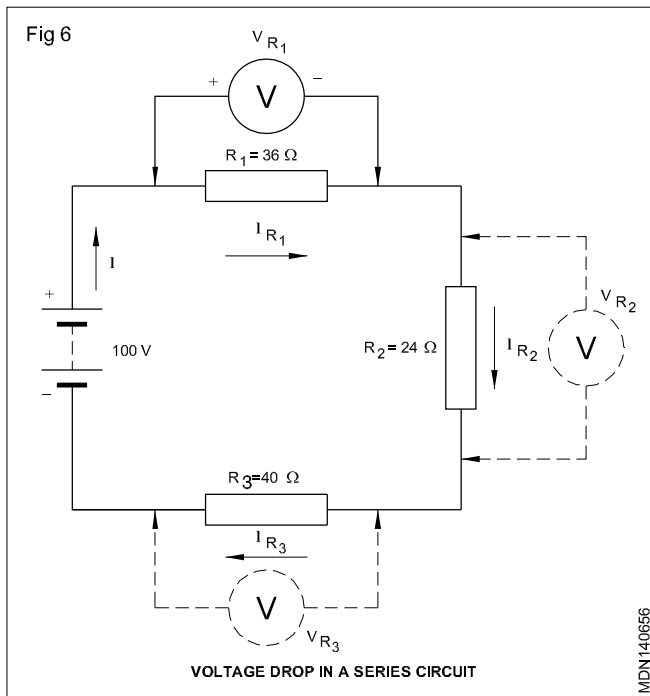 Fig 6
V R1
+ −
V
R1 = 36 Ω
I R1
I
+
100 V
−
R2 = 24 Ω
I R2
V R2
V
R3=40 Ω
I R3
V
V R3
VOLTAGE DROP IN A SERIES CIRCUIT
MDN140656